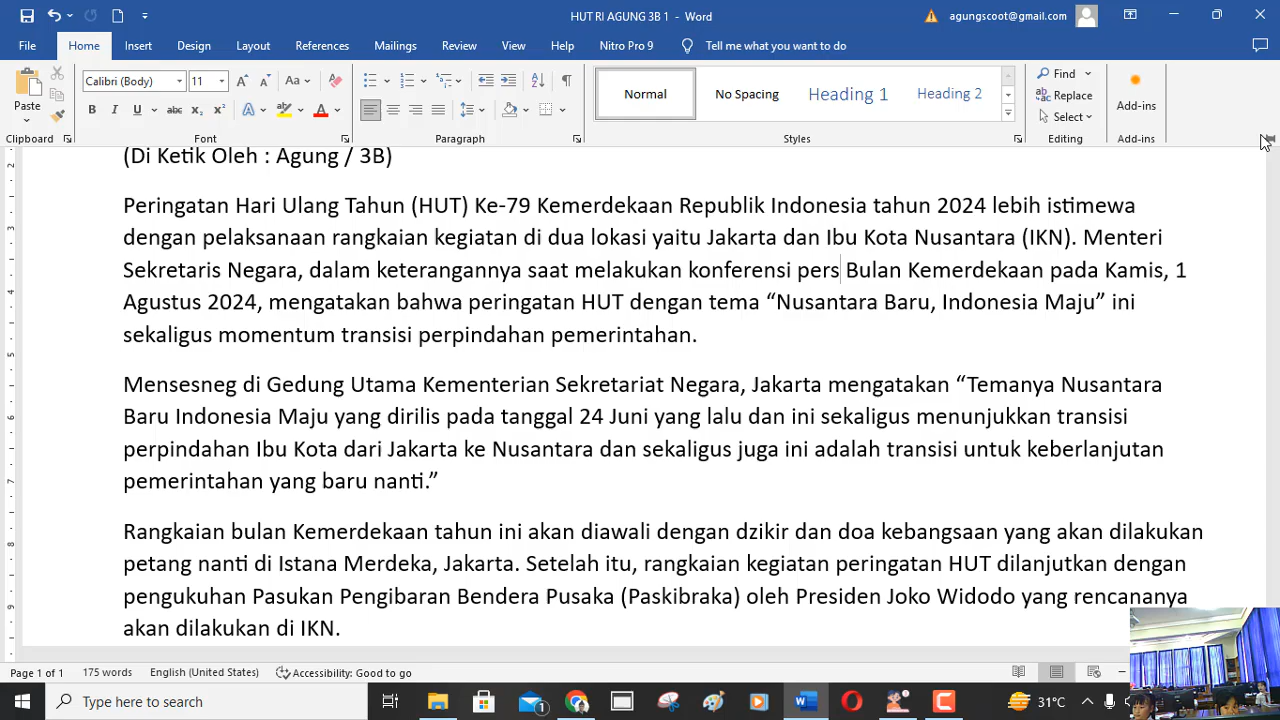 HUT RI AGUNG 3B 1 - Word
agungscoot@gmail.com
File Home Insert Design Layout References Mailings Review View Help Nitro Pro 9 Tell me what you want to do
Calibri (Body) 11 Aa
Paste
B I U abc x₂ x² A A
Normal No Spacing Heading 1 Heading 2
Find
Replace
Select
Add-ins
Clipboard Font Paragraph Styles Editing Add-ins
(Di Ketik Oleh : Agung / 3B)
Peringatan Hari Ulang Tahun (HUT) Ke-79 Kemerdekaan Republik Indonesia tahun 2024 lebih istimewa
dengan pelaksanaan rangkaian kegiatan di dua lokasi yaitu Jakarta dan Ibu Kota Nusantara (IKN). Menteri
Sekretaris Negara, dalam keterangannya saat melakukan konferensi pers Bulan Kemerdekaan pada Kamis, 1
Agustus 2024, mengatakan bahwa peringatan HUT dengan tema “Nusantara Baru, Indonesia Maju” ini
sekaligus momentum transisi perpindahan pemerintahan.
Mensesneg di Gedung Utama Kementerian Sekretariat Negara, Jakarta mengatakan “Temanya Nusantara
Baru Indonesia Maju yang dirilis pada tanggal 24 Juni yang lalu dan ini sekaligus menunjukkan transisi
perpindahan Ibu Kota dari Jakarta ke Nusantara dan sekaligus juga ini adalah transisi untuk keberlanjutan
pemerintahan yang baru nanti.”
Rangkaian bulan Kemerdekaan tahun ini akan diawali dengan dzikir dan doa kebangsaan yang akan dilakukan
petang nanti di Istana Merdeka, Jakarta. Setelah itu, rangkaian kegiatan peringatan HUT dilanjutkan dengan
pengukuhan Pasukan Pengibaran Bendera Pusaka (Paskibraka) oleh Presiden Joko Widodo yang rencananya
akan dilakukan di IKN.
Page 1 of 1 175 words English (United States) Accessibility: Good to go
Type here to search
31°C